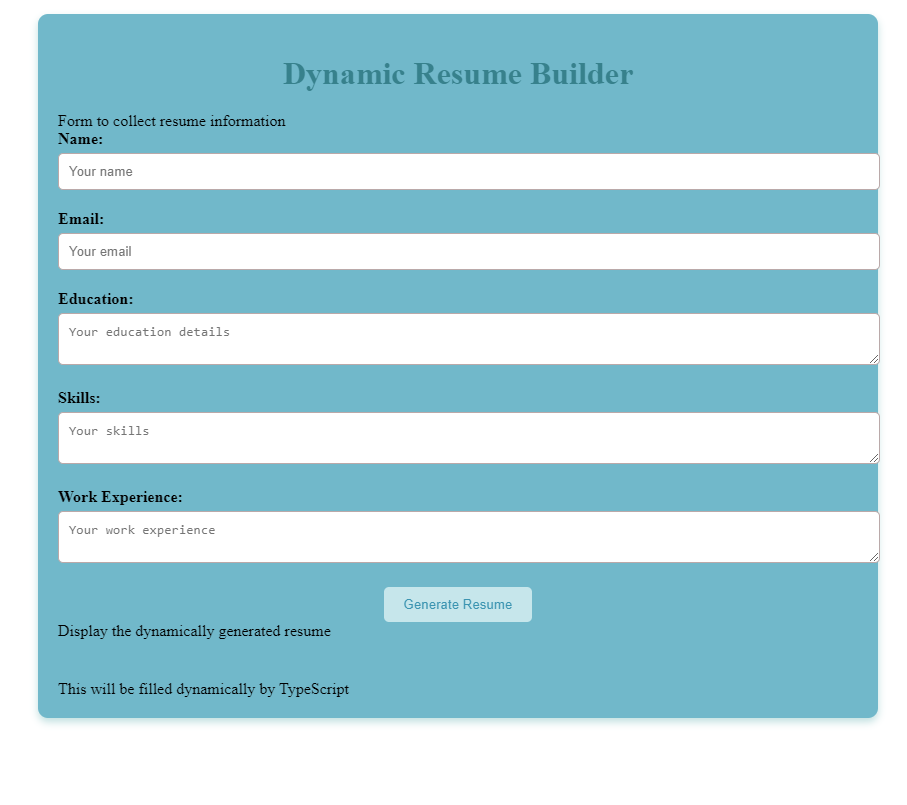 Dynamic Resume Builder
Form to collect resume information
Name:
Your name
Email:
Your email
Education:
Your education details
Skills:
Your skills
Work Experience:
Your work experience
Generate Resume
Display the dynamically generated resume
This will be filled dynamically by TypeScript